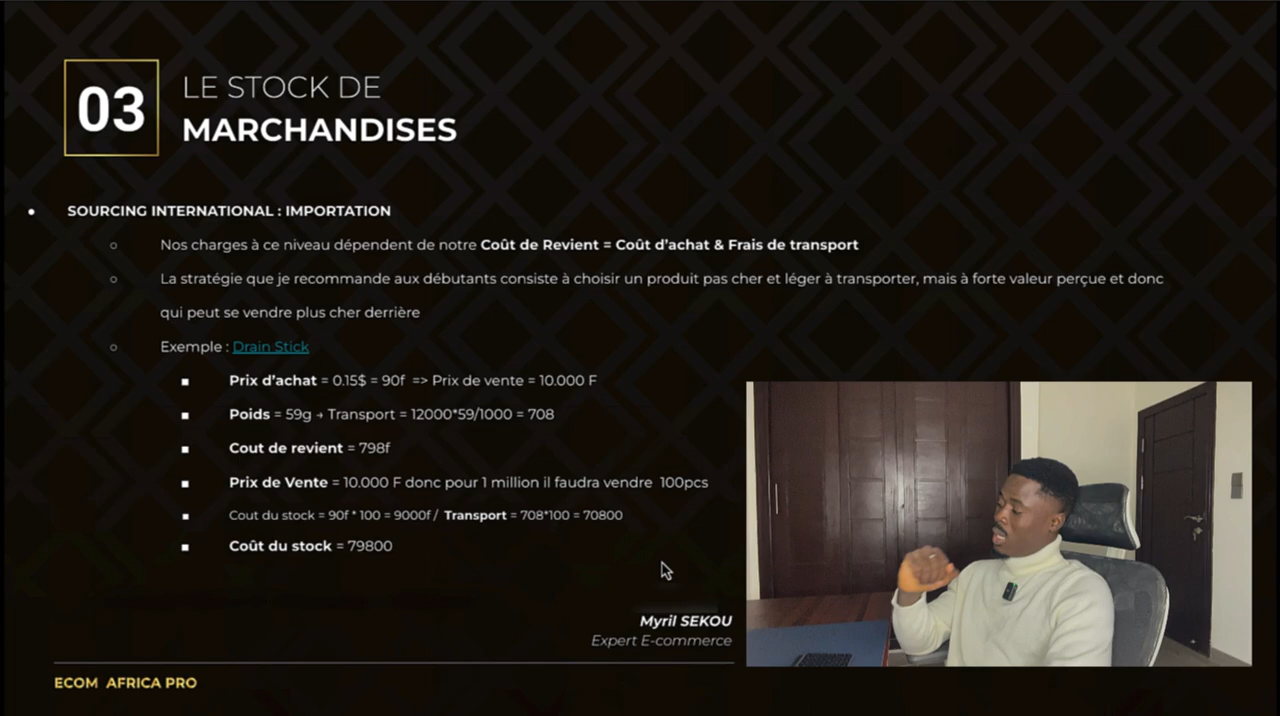 03
LE STOCK DE
MARCHANDISES
• SOURCING INTERNATIONAL : IMPORTATION
○ Nos charges à ce niveau dépendent de notre Coût de Revient = Coût d’achat & Frais de transport
○ La stratégie que je recommande aux débutants consiste à choisir un produit pas cher et léger à transporter, mais à forte valeur perçue et donc
qui peut se vendre plus cher derrière
○ Exemple : Drain Stick
■ Prix d’achat = 0.15$ = 90f => Prix de vente = 10.000 F
■ Poids = 59g → Transport = 12000*59/1000 = 708
■ Cout de revient = 798f
■ Prix de Vente = 10.000 F donc pour 1 million il faudra vendre 100pcs
■ Cout du stock = 90f * 100 = 9000f / Transport = 708*100 = 70800
■ Coût du stock = 79800
Myril SEKOU
Expert E-commerce
ECOM AFRICA PRO